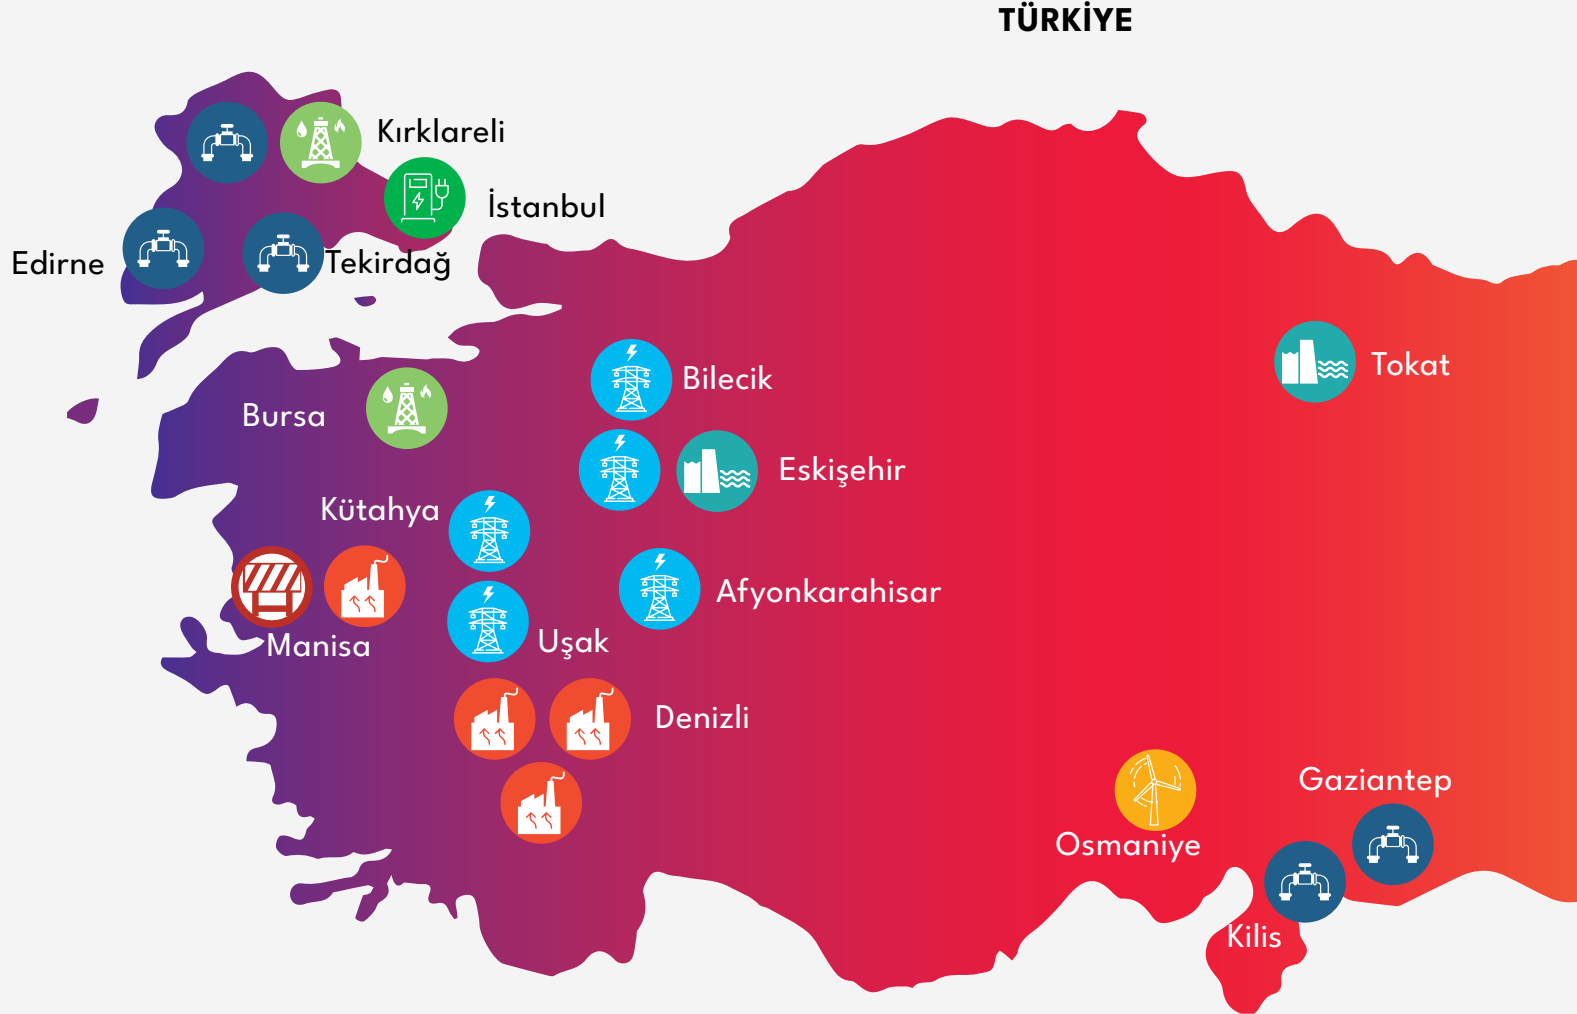 TÜRKİYE
Kırklareli
İstanbul
Edirne
Tekirdağ
Bilecik
Tokat
Bursa
Eskişehir
Kütahya
Afyonkarahisar
Manisa
Uşak
Denizli
Gaziantep
Osmaniye
Kilis